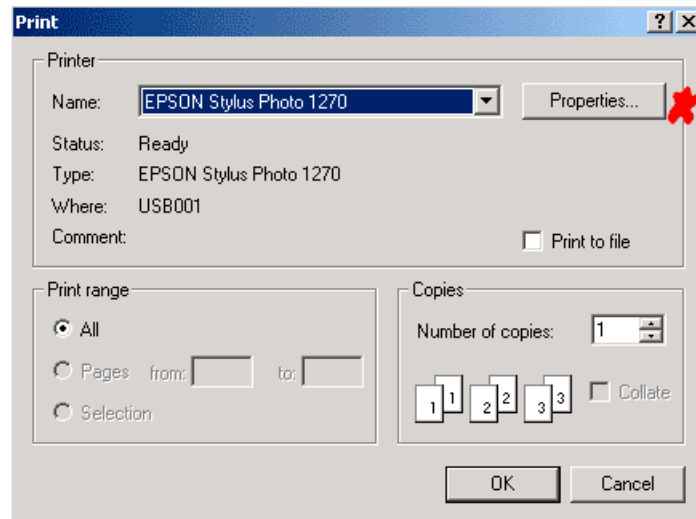 Print
Printer
Name: EPSON Stylus Photo 1270 Properties...
Status: Ready
Type: EPSON Stylus Photo 1270
Where: USB001
Comment: Print to file
Print range
All
Pages from: to:
Selection
Copies
Number of copies: 1
1 1 2 2 3 3 Collate
OK Cancel